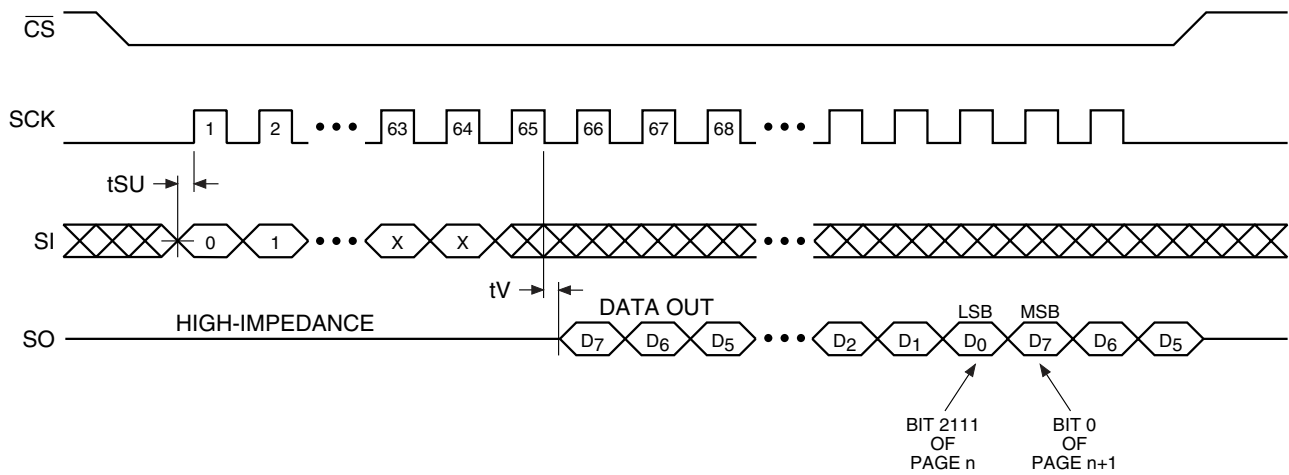 CS
SCK
1 2 ••• 63 64 65 66 67 68 •••
tSU
SI
0 1 ••• X X •••
tV
HIGH-IMPEDANCE
DATA OUT
LSB MSB
SO
D7 D6 D5 ••• D2 D1 D0 D7 D6 D5
BIT 2111
OF
PAGE n
BIT 0
OF
PAGE n+1